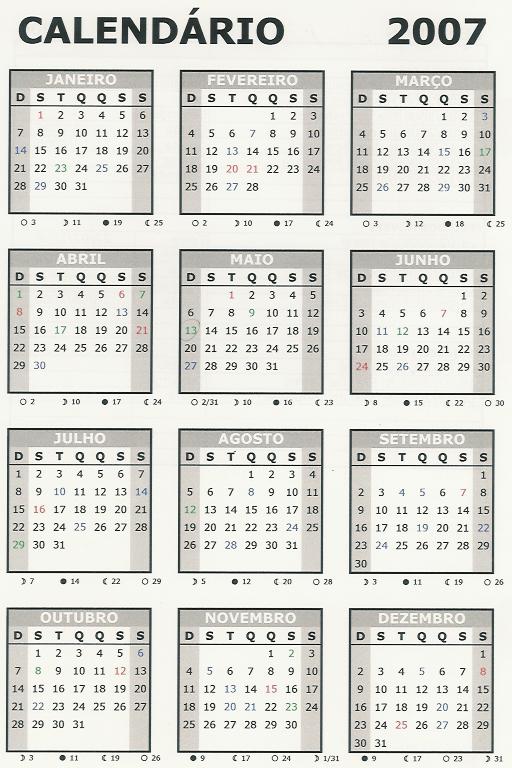 CALENDÁRIO 2007
JANEIRO
D S T Q Q S S
1 2 3 4 5 6
7 8 9 10 11 12 13
14 15 16 17 18 19 20
21 22 23 24 25 26 27
28 29 30 31
○ 3 ☽ 11 ● 19 ☾ 25
FEVEREIRO
D S T Q Q S S
1 2 3
4 5 6 7 8 9 10
11 12 13 14 15 16 17
18 19 20 21 22 23 24
25 26 27 28
○ 2 ☽ 10 ● 17 ☾ 24
MARÇO
D S T Q Q S S
1 2 3
4 5 6 7 8 9 10
11 12 13 14 15 16 17
18 19 20 21 22 23 24
25 26 27 28 29 30 31
○ 3 ☽ 12 ● 18 ☾ 25
ABRIL
D S T Q Q S S
1 2 3 4 5 6 7
8 9 10 11 12 13 14
15 16 17 18 19 20 21
22 23 24 25 26 27 28
29 30
○ 2 ☽ 10 ● 17 ☾ 24
MAIO
D S T Q Q S S
1 2 3 4 5
6 7 8 9 10 11 12
13 14 15 16 17 18 19
20 21 22 23 24 25 26
27 28 29 30 31
○ 2/31 ☽ 10 ● 16 ☾ 23
JUNHO
D S T Q Q S S
1 2
3 4 5 6 7 8 9
10 11 12 13 14 15 16
17 18 19 20 21 22 23
24 25 26 27 28 29 30
☽ 8 ● 15 ☾ 22 ○ 30
JULHO
D S T Q Q S S
1 2 3 4 5 6 7
8 9 10 11 12 13 14
15 16 17 18 19 20 21
22 23 24 25 26 27 28
29 30 31
☽ 7 ● 14 ☾ 22 ○ 29
AGOSTO
D S T Q Q S S
1 2 3 4
5 6 7 8 9 10 11
12 13 14 15 16 17 18
19 20 21 22 23 24 25
26 27 28 29 30 31
☽ 5 ● 12 ☾ 20 ○ 28
SETEMBRO
D S T Q Q S S
1
2 3 4 5 6 7 8
9 10 11 12 13 14 15
16 17 18 19 20 21 22
23 24 25 26 27 28 29
30
☽ 3 ● 11 ☾ 19 ○ 26
OUTUBRO
D S T Q Q S S
1 2 3 4 5 6
7 8 9 10 11 12 13
14 15 16 17 18 19 20
21 22 23 24 25 26 27
28 29 30 31
☽ 3 ● 11 ☾ 19 ○ 26
NOVEMBRO
D S T Q Q S S
1 2 3
4 5 6 7 8 9 10
11 12 13 14 15 16 17
18 19 20 21 22 23 24
25 26 27 28 29 30
● 9 ☾ 17 ○ 24 ☽ 1/31
DEZEMBRO
D S T Q Q S S
1
2 3 4 5 6 7 8
9 10 11 12 13 14 15
16 17 18 19 20 21 22
23 24 25 26 27 28 29
30 31
● 9 ☾ 17 ○ 23 ☽ 31